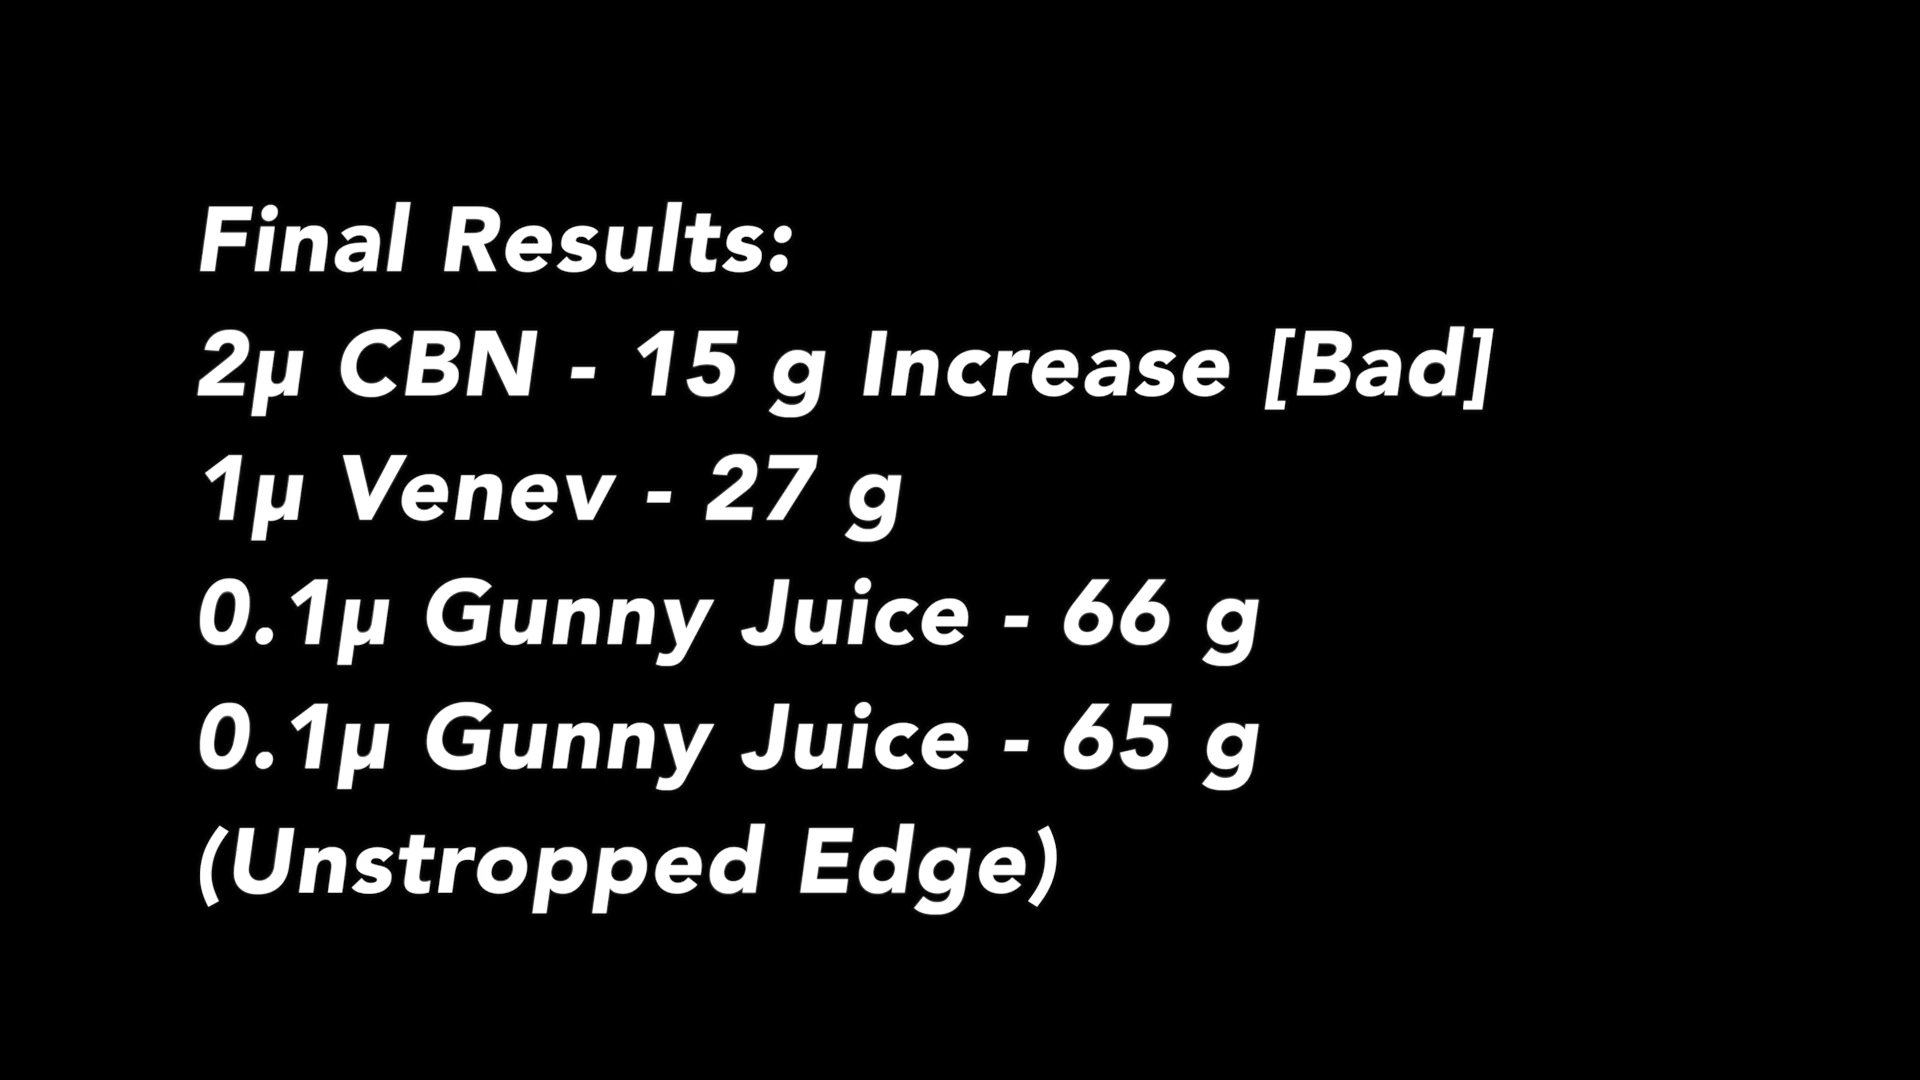 Final Results:
2µ CBN - 15 g Increase [Bad]
1µ Venev - 27 g
0.1µ Gunny Juice - 66 g
0.1µ Gunny Juice - 65 g
(Unstropped Edge)